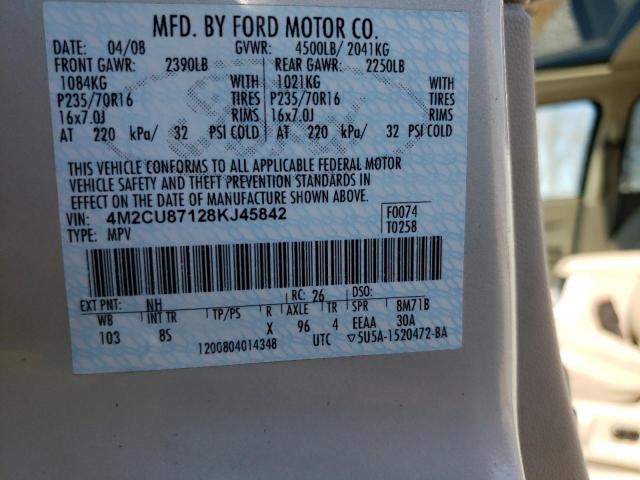 MFD. BY FORD MOTOR CO.
DATE: 04/08 GVWR: 4500LB/ 2041KG
FRONT GAWR: 2390LB REAR GAWR: 2250LB
1084KG WITH 1021KG WITH
P235/70R16 TIRES P235/70R16 TIRES
16x7.0J RIMS 16x7.0J RIMS
AT 220 kPa/ 32 PSI COLD AT 220 kPa/ 32 PSI COLD
THIS VEHICLE CONFORMS TO ALL APPLICABLE FEDERAL MOTOR
VEHICLE SAFETY AND THEFT PREVENTION STANDARDS IN
EFFECT ON THE DATE OF MANUFACTURE SHOWN ABOVE.
VIN: 4M2CU87128KJ45842 F0074
TYPE: MPV T0258
EXT PNT: NH RC: 26 DSO:
WB INT TR TP/PS R AXLE TR SPR 8M71B
103 8S X 96 4 EEAA 30A
1200804014348 UTC ▽5U5A-1520472-BA